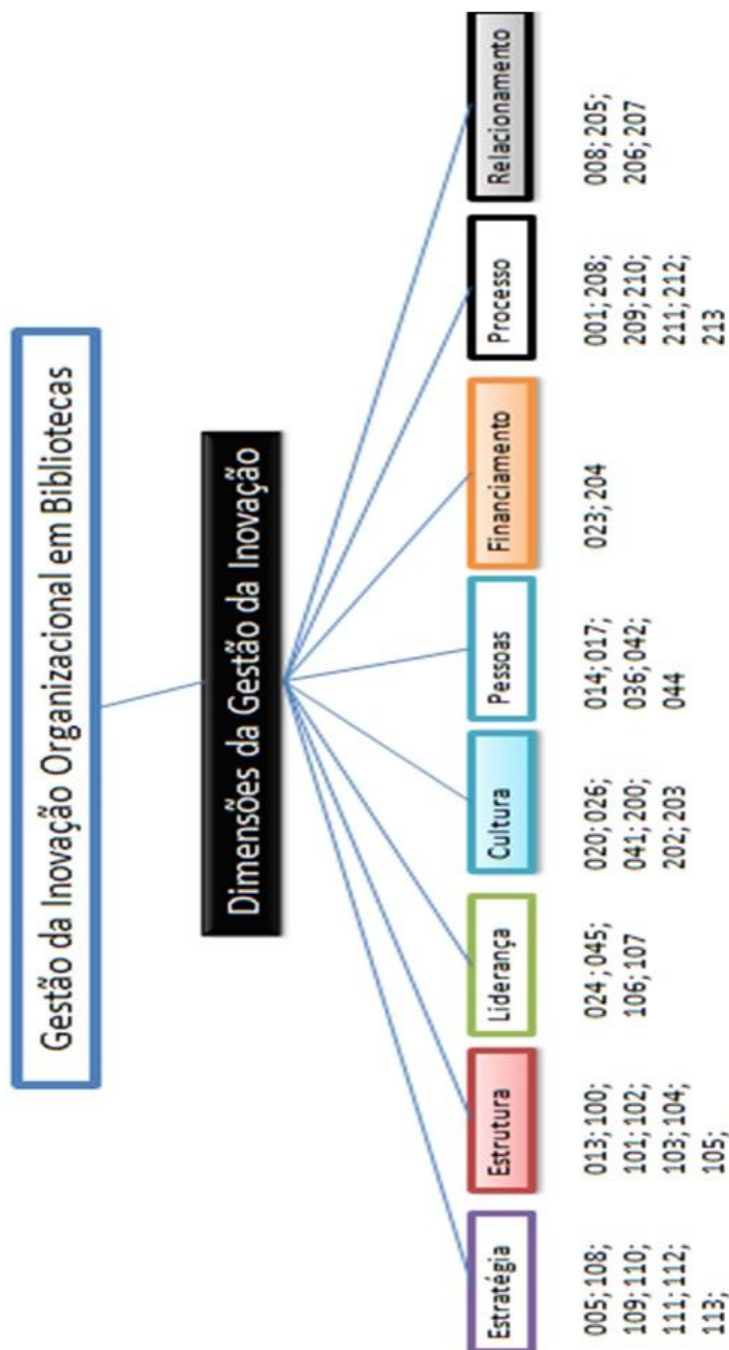 Gestão da Inovação Organizacional em Bibliotecas
Dimensões da Gestão da Inovação
Estratégia
005; 108;
109; 110;
111; 112;
113;
Estrutura
013; 100;
101; 102;
103; 104;
105;
Liderança
024 ; 045;
106; 107
Cultura
020; 026;
041; 200;
202; 203
Pessoas
014; 017;
036; 042;
044
Financiamento
023; 204
Processo
001; 208;
209; 210;
211; 212;
213
Relacionamento
008; 205;
206; 207